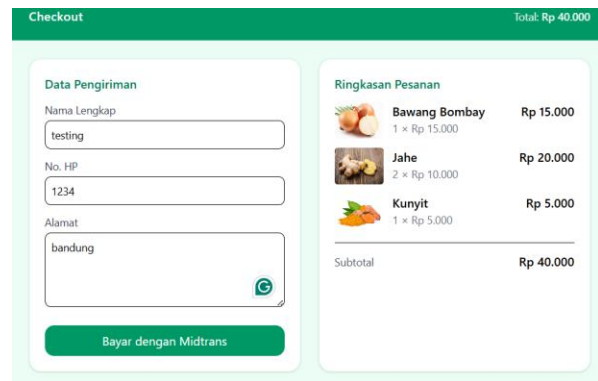 Checkout
Total: Rp 40.000
Data Pengiriman
Nama Lengkap
testing
No. HP
1234
Alamat
bandung
Bayar dengan Midtrans
Ringkasan Pesanan
Bawang Bombay Rp 15.000
1 × Rp 15.000
Jahe Rp 20.000
2 × Rp 10.000
Kunyit Rp 5.000
1 × Rp 5.000
Subtotal Rp 40.000